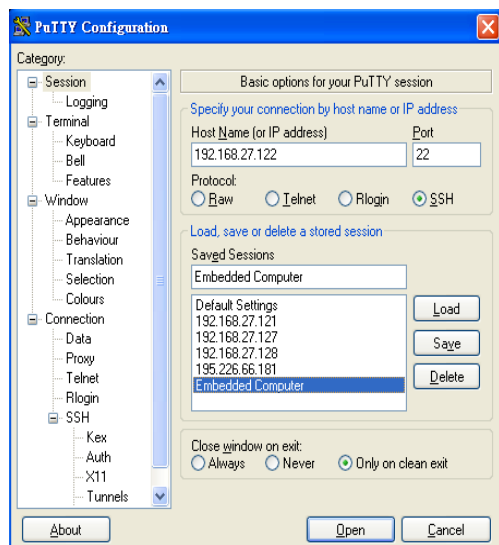 PuTTY Configuration
Category:
Session
Logging
Terminal
Keyboard
Bell
Features
Window
Appearance
Behaviour
Translation
Selection
Colours
Connection
Data
Proxy
Telnet
Rlogin
SSH
Kex
Auth
X11
Tunnels
Basic options for your PuTTY session
Specify your connection by host name or IP address
Host Name (or IP address) Port
192.168.27.122 22
Protocol:
Raw Telnet Rlogin SSH
Load, save or delete a stored session
Saved Sessions
Embedded Computer
Default Settings
192.168.27.121
192.168.27.127
192.168.27.128
195.226.66.181
Embedded Computer
Load
Save
Delete
Close window on exit:
Always Never Only on clean exit
About Open Cancel